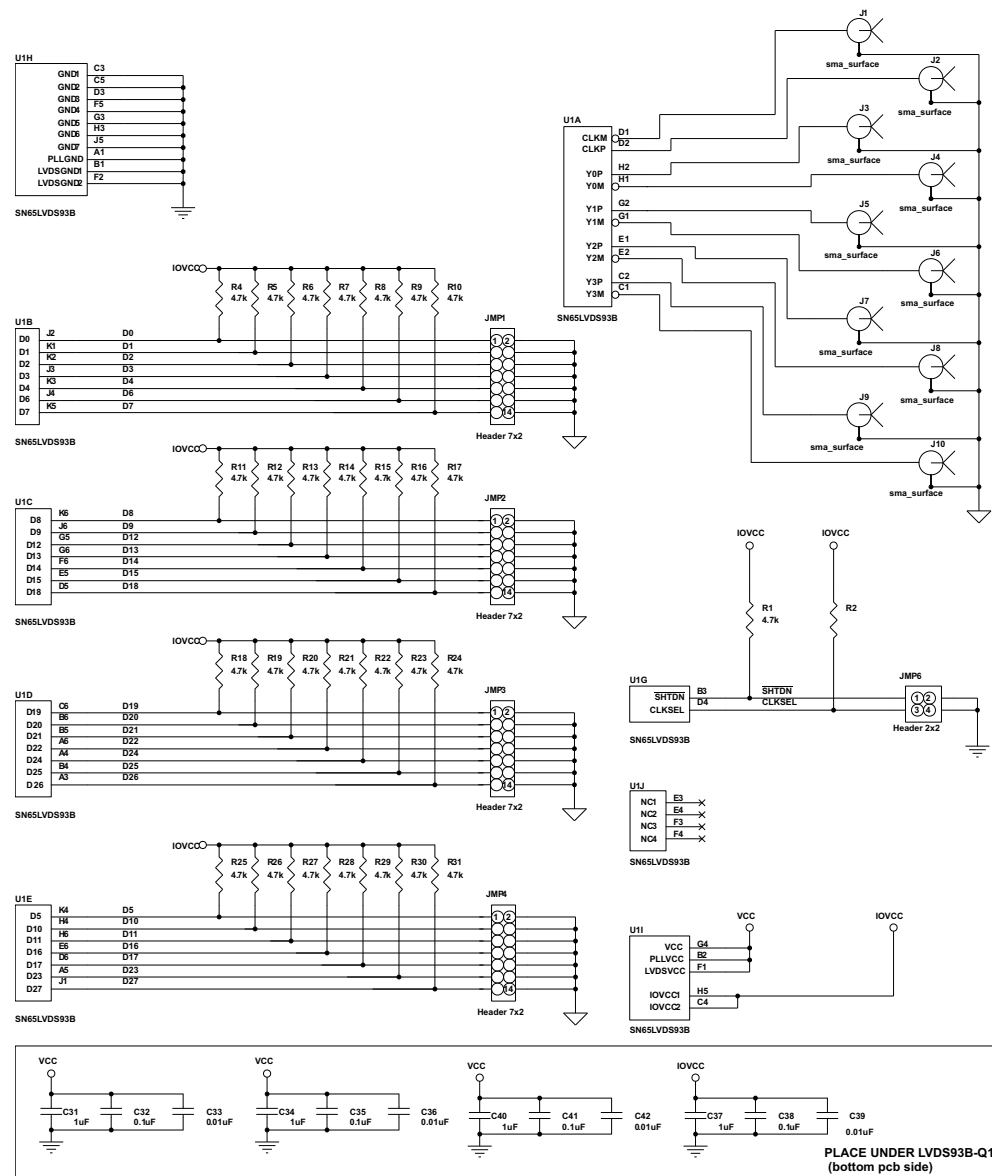 U1H
GND1 C3
GND2 C5
GND3 D3
GND4 F5
GND5 G3
GND6 H3
GND7 J5
PLLGND A1
LVDSGND1 B1
LVDSGND2 F2
SN65LVDS93B
U1A
CLKM D1
CLKP D2
Y0P H2
Y0M H1
Y1P G2
Y1M G1
Y2P E1
Y2M E2
Y3P C2
Y3M C1
SN65LVDS93B
J1
sma_surface
J2
sma_surface
J3
sma_surface
J4
sma_surface
J5
sma_surface
J6
sma_surface
J7
sma_surface
J8
sma_surface
J9
sma_surface
J10
sma_surface
IOVCC
R4 R5 R6 R7 R8 R9 R10
4.7k 4.7k 4.7k 4.7k 4.7k 4.7k 4.7k
U1B
D0 J2 D0
D1 K1 D1
D2 K2 D2
D3 J3 D3
D4 K3 D4
D6 J4 D6
D7 K5 D7
SN65LVDS93B
JMP1
1 2
14
Header 7x2
IOVCC
R11 R12 R13 R14 R15 R16 R17
4.7k 4.7k 4.7k 4.7k 4.7k 4.7k 4.7k
U1C
D8 K6 D8
D9 J6 D9
D12 G5 D12
D13 G6 D13
D14 F6 D14
D15 E5 D15
D18 D5 D18
SN65LVDS93B
JMP2
1 2
14
Header 7x2
IOVCC
R18 R19 R20 R21 R22 R23 R24
4.7k 4.7k 4.7k 4.7k 4.7k 4.7k 4.7k
U1D
D19 C6 D19
D20 B6 D20
D21 B5 D21
D22 A6 D22
D24 A4 D24
D25 B4 D25
D26 A3 D26
SN65LVDS93B
JMP3
1 2
14
Header 7x2
IOVCC
R25 R26 R27 R28 R29 R30 R31
4.7k 4.7k 4.7k 4.7k 4.7k 4.7k 4.7k
U1E
D5 K4 D5
D10 H4 D10
D11 H6 D11
D16 E6 D16
D17 D6 D17
D23 A5 D23
D27 J1 D27
SN65LVDS93B
JMP4
1 2
14
Header 7x2
IOVCC IOVCC
R1 R2
4.7k
U1G
SHTDN B3 SHTDN
CLKSEL D4 CLKSEL
SN65LVDS93B
JMP6
1 2
3 4
Header 2x2
U1J
NC1 E3
NC2 E4
NC3 F3
NC4 F4
SN65LVDS93B
VCC IOVCC
U1I
VCC G4
PLLVCC B2
LVDSVCC F1
IOVCC1 H5
IOVCC2 C4
SN65LVDS93B
VCC
C31 C32 C33
1uF 0.1uF 0.01uF
VCC
C34 C35 C36
1uF 0.1uF 0.01uF
VCC
C40 C41 C42
1uF 0.1uF 0.01uF
IOVCC
C37 C38 C39
1uF 0.1uF 0.01uF
PLACE UNDER LVDS93B-Q1
(bottom pcb side)